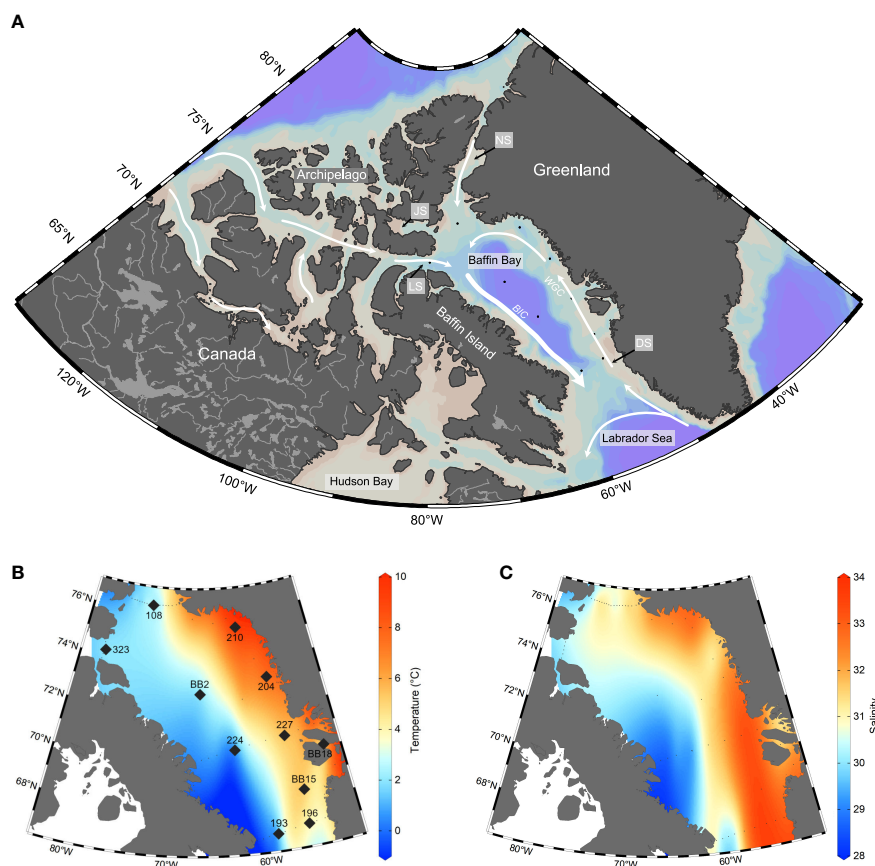 A
80°N
75°N
70°N
65°N
NS
Greenland
Archipelago
JS
Baffin Bay
LS
WGC
BIC
Baffin Island
DS
Canada
120°W
40°W
Labrador Sea
Hudson Bay
100°W
60°W
80°W
B
76°N
74°N
72°N
70°N
68°N
80°W
70°W
60°W
108
210
323
204
BB2
227
224
BB18
BB15
193
196
10
8
6
4
2
0
Temperature (°C)
C
76°N
74°N
72°N
70°N
68°N
80°W
70°W
60°W
34
33
32
31
30
29
28
Salinity